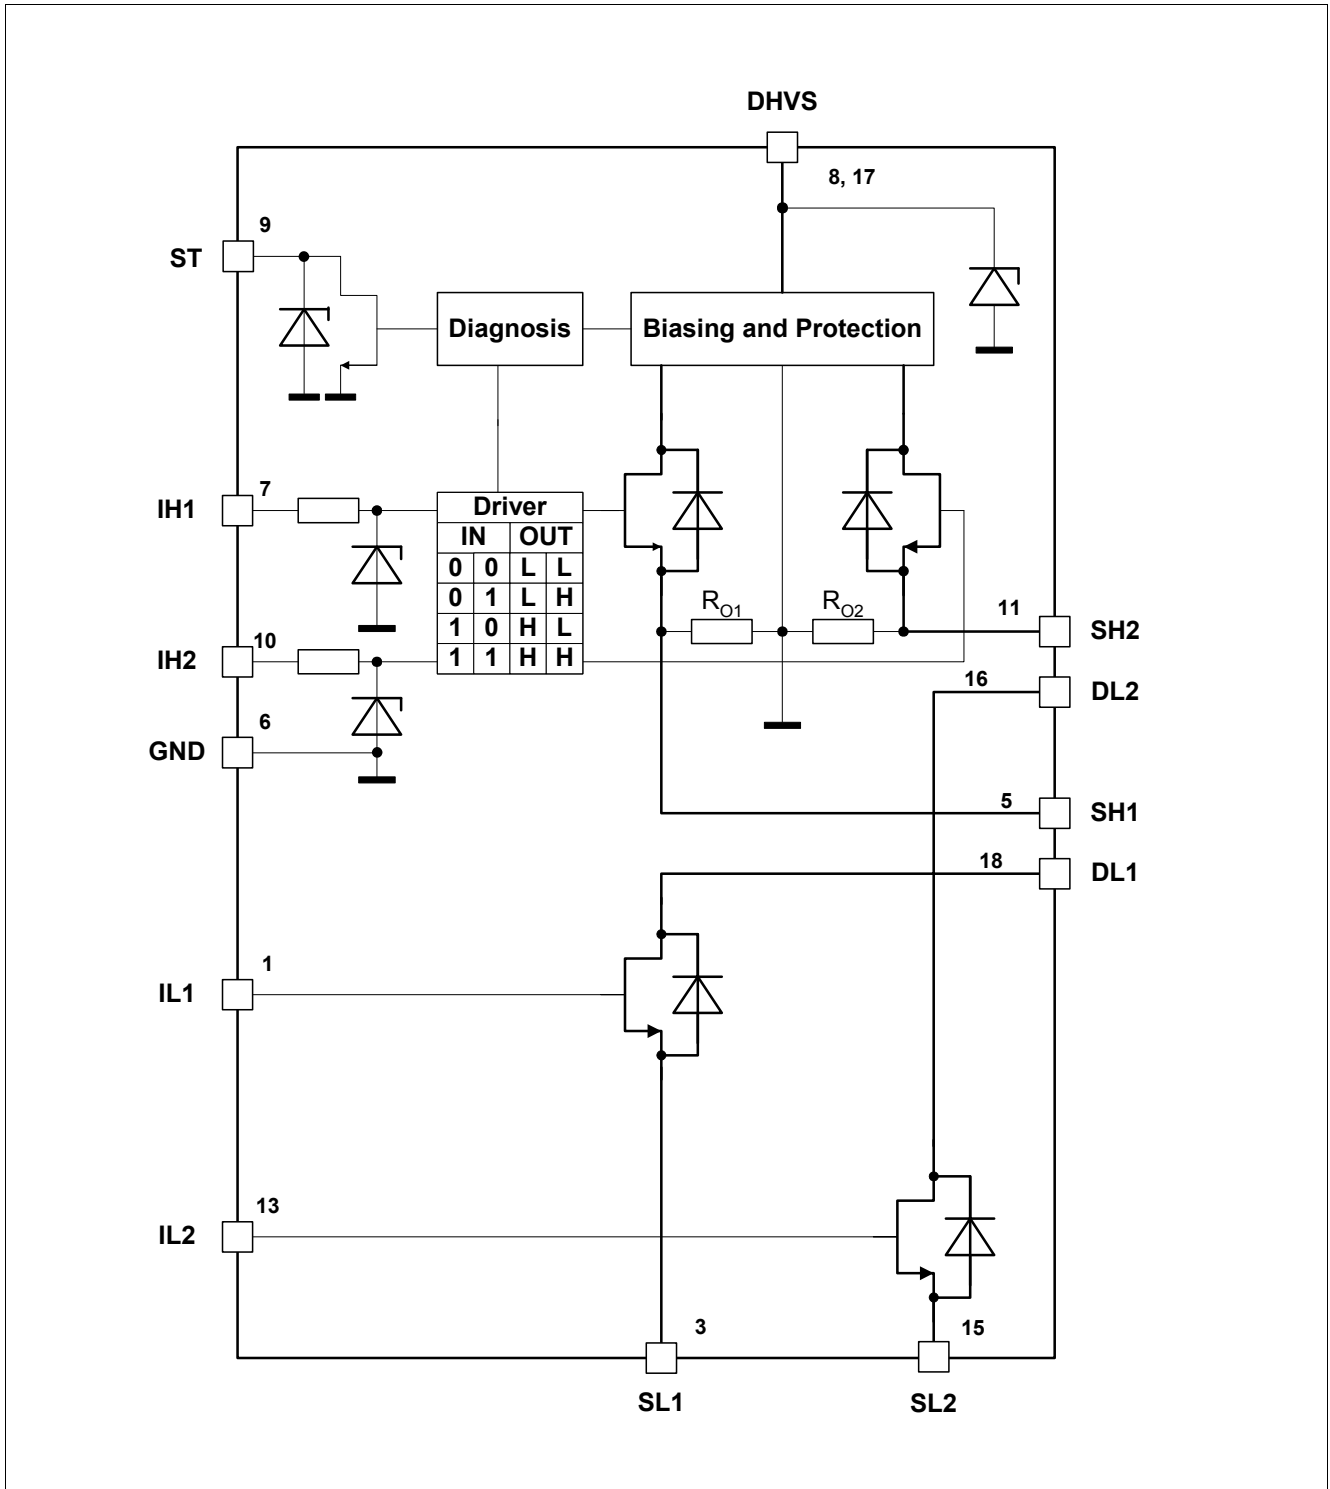 DHVS
8, 17
9
ST
Diagnosis
Biasing and Protection
7
IH1
Driver
IN OUT
0 0 L L
0 1 L H
1 0 H L
1 1 H H
RO1
RO2
11
SH2
10
IH2
16
DL2
6
GND
5
SH1
18
DL1
1
IL1
13
IL2
3
15
SL1
SL2